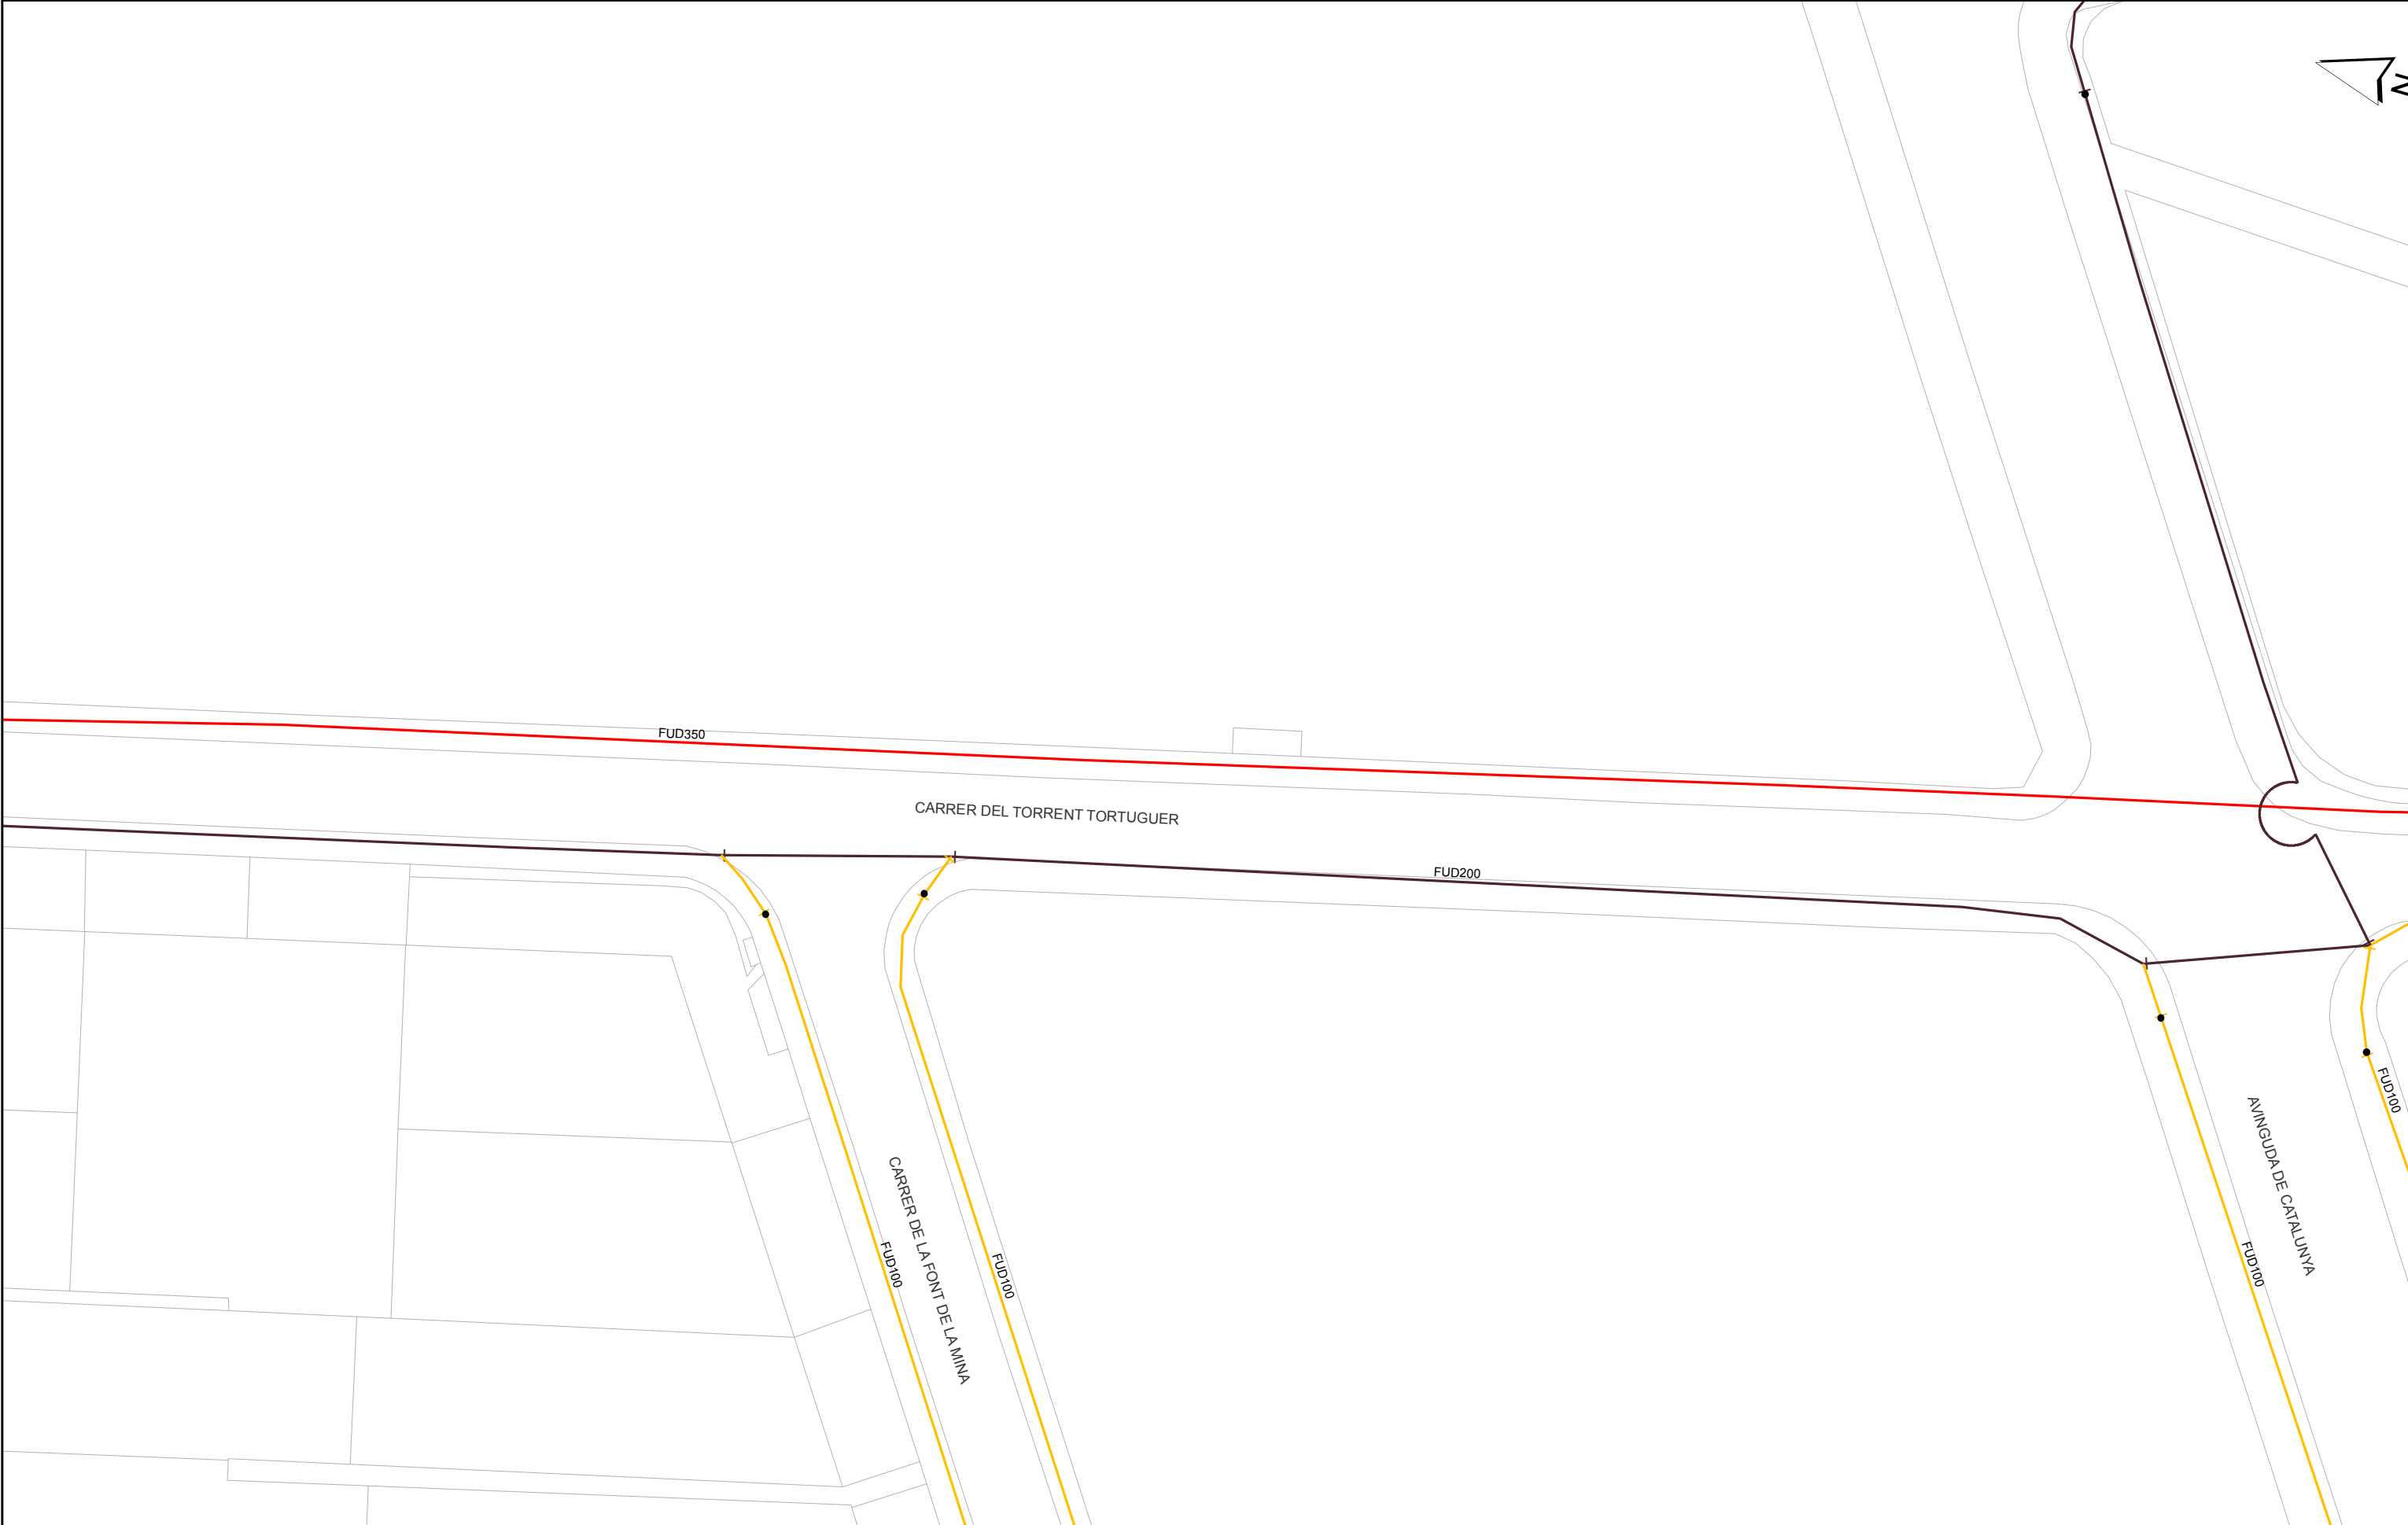 FUD350
CARRER DEL TORRENT TORTUGUER
FUD200
FUD100
AVINGUDA DE CATALUNYA
CARRER DE LA FONT DE LA MINA
FUD100
FUD100
FUD100